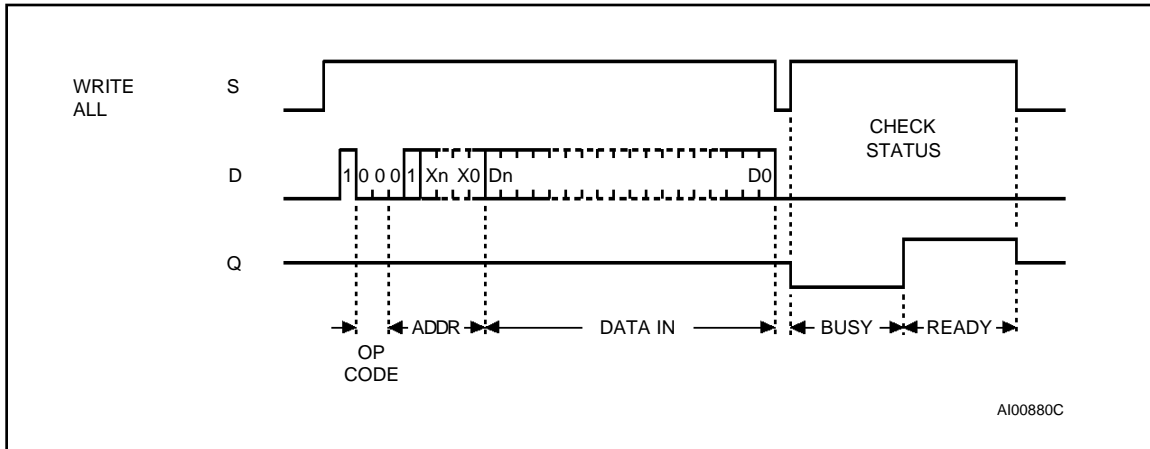 WRITE ALL
S
CHECK STATUS
D
1 0 0 0 1 Xn X0 Dn D0
Q
ADDR DATA IN BUSY READY
OP CODE
AI00880C